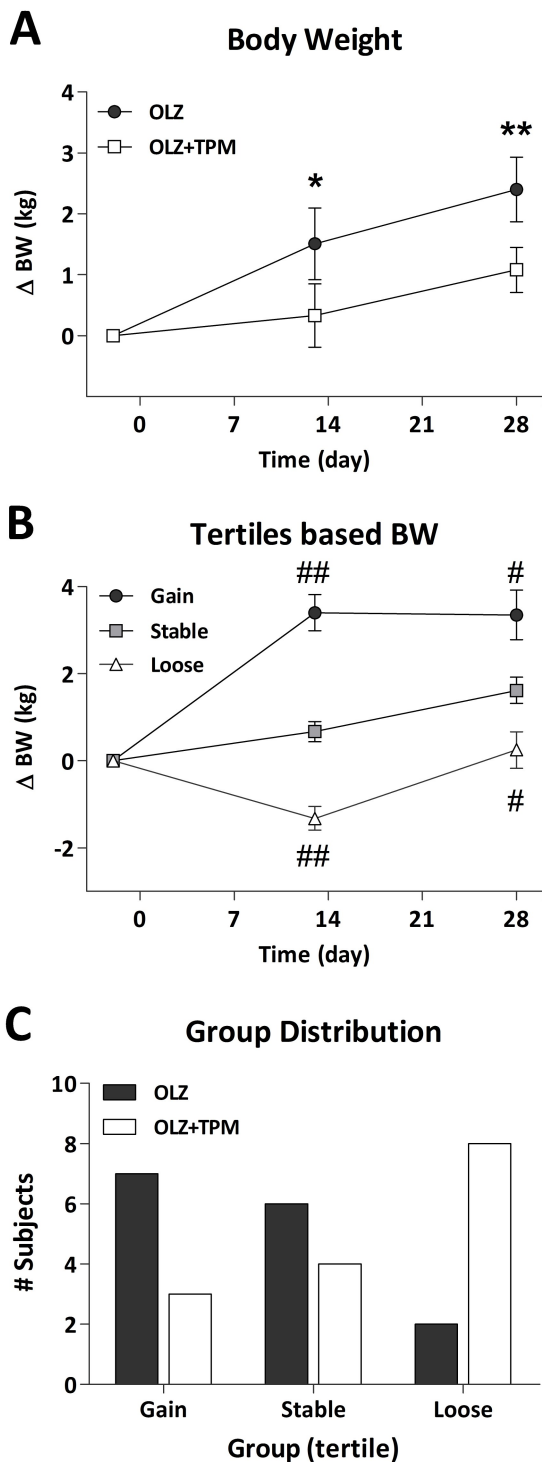 A
Body Weight
4
OLZ
OLZ+TPM
**
3
*
2
1
0
Δ BW (kg)
0 7 14 21 28
Time (day)
B
Tertiles based BW
## #
4
Gain
Stable
Loose
2
0
#
-2
##
Δ BW (kg)
0 7 14 21 28
Time (day)
C
Group Distribution
10
OLZ
OLZ+TPM
8
6
4
2
0
# Subjects
Gain Stable Loose
Group (tertile)